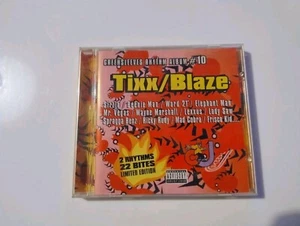 GREENSLEEVES RHYTHM ALBUM #10
Tixx/Blaze
Sizzla / Beenie Man / Ward 21 / Elephant Man
Mr. Vegas / Wayne Marshall / Lexxus / Lady Saw
Spragga Benz / Ricky Rudy / Mad Cobra / Frisco Kid
2 RHYTHMS
22 BITES
LIMITED EDITION